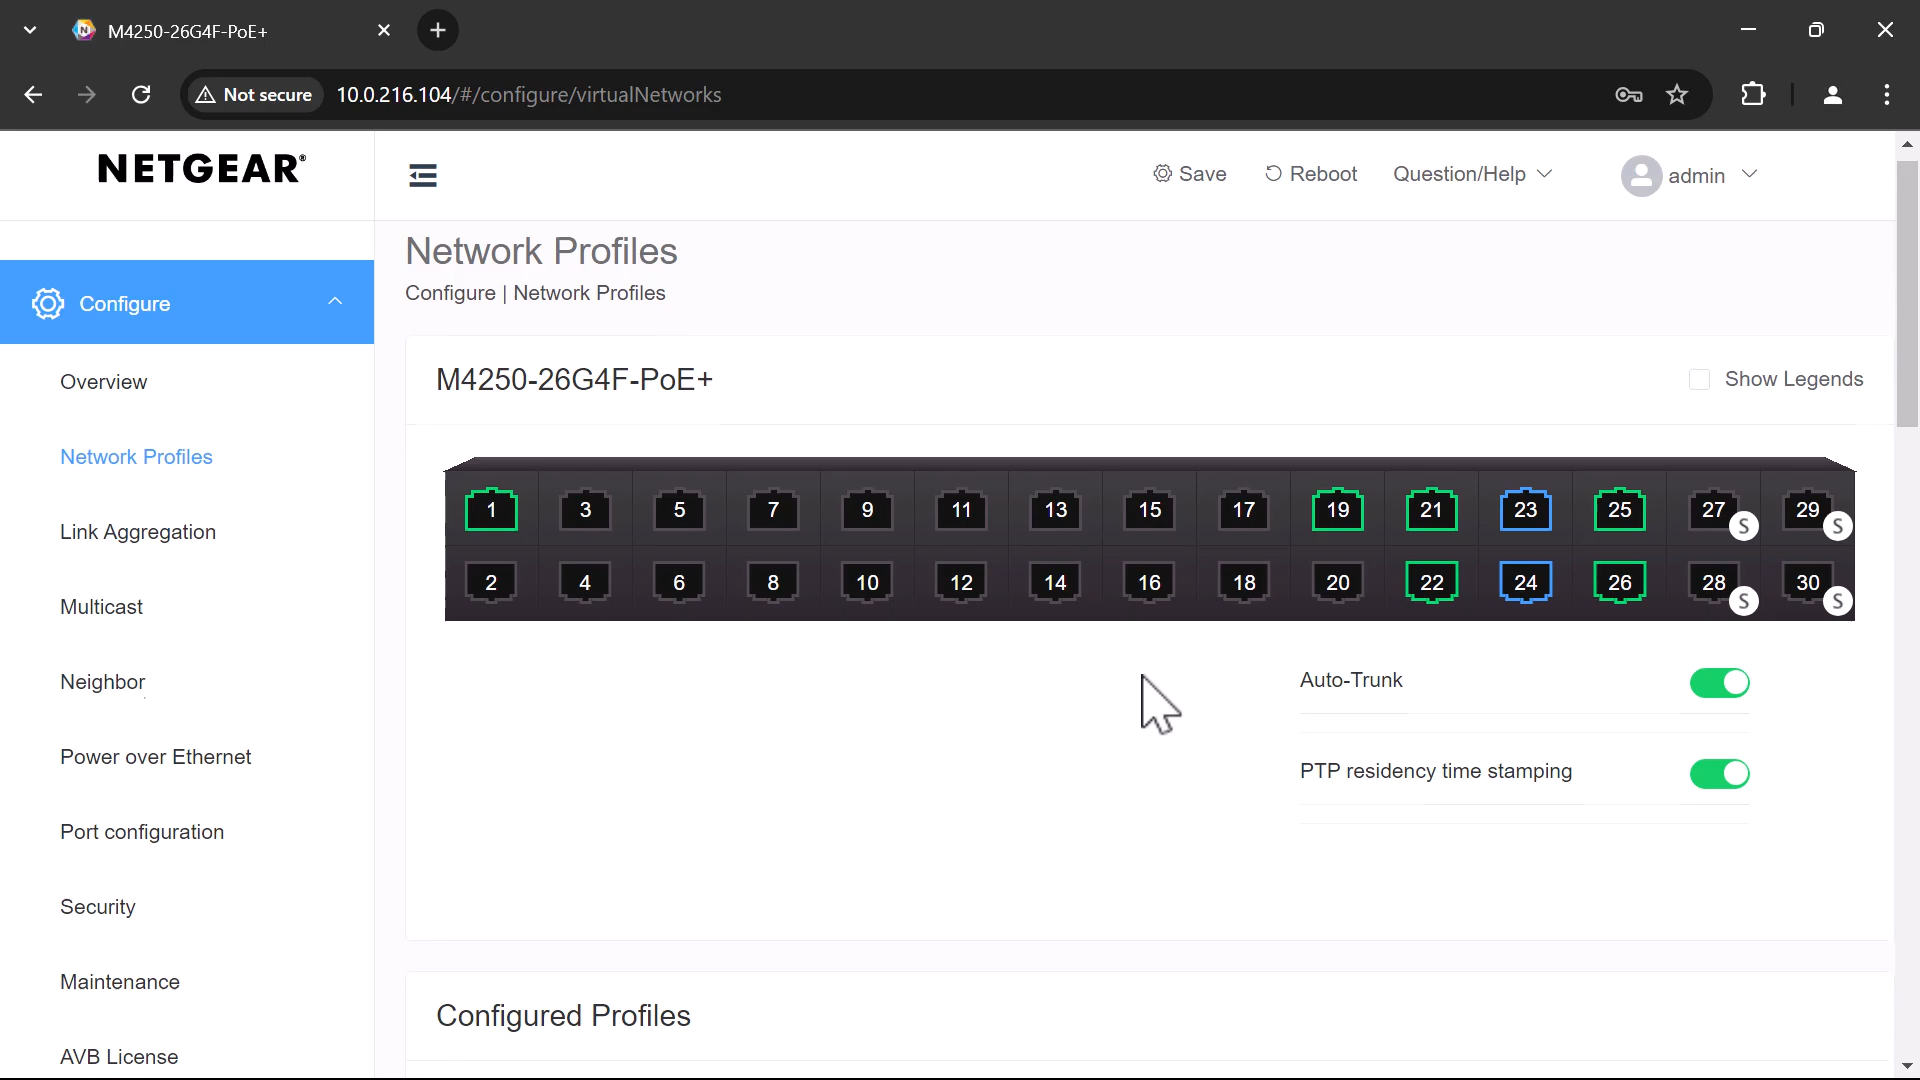 M4250-26G4F-PoE+
Not secure 10.0.216.104/#/configure/virtualNetworks
NETGEAR®
Save Reboot Question/Help admin
Network Profiles
Configure | Network Profiles
Configure
Overview
Network Profiles
Link Aggregation
Multicast
Neighbor
Power over Ethernet
Port configuration
Security
Maintenance
AVB License
M4250-26G4F-PoE+ Show Legends
1 3 5 7 9 11 13 15 17 19 21 23 25 27 S 29 S
2 4 6 8 10 12 14 16 18 20 22 24 26 28 S 30 S
Auto-Trunk
PTP residency time stamping
Configured Profiles